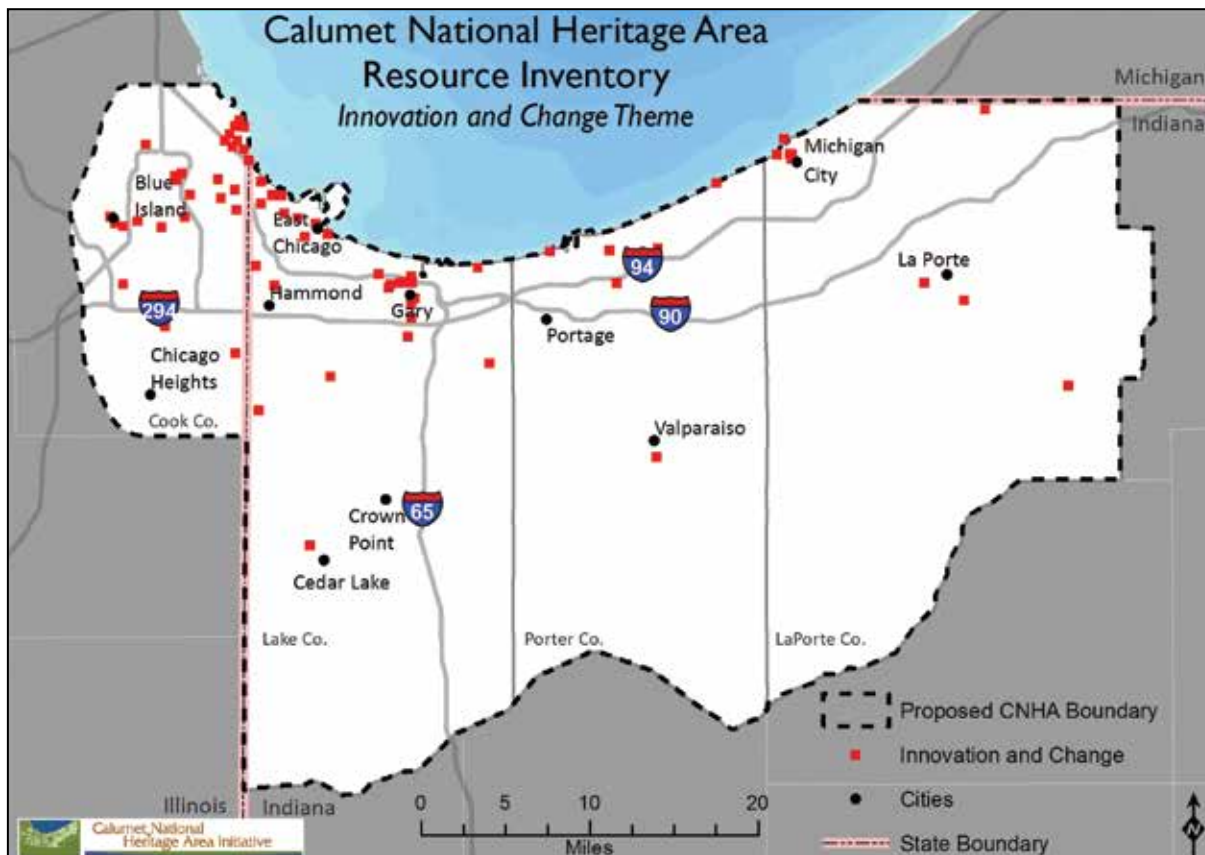 Calumet National Heritage Area
Resource Inventory
Innovation and Change Theme
Michigan
Indiana
Michigan
City
Blue
Island
East
Chicago
94
La Porte
Hammond
294
Gary
90
Portage
Chicago
Heights
Cook Co.
Valparaiso
Crown
Point
65
Cedar Lake
Lake Co.
Porter Co.
LaPorte Co.
Proposed CNHA Boundary
Innovation and Change
Cities
State Boundary
Illinois
Indiana
0 5 10 20
Miles
N
Calumet National
Heritage Area Initiative